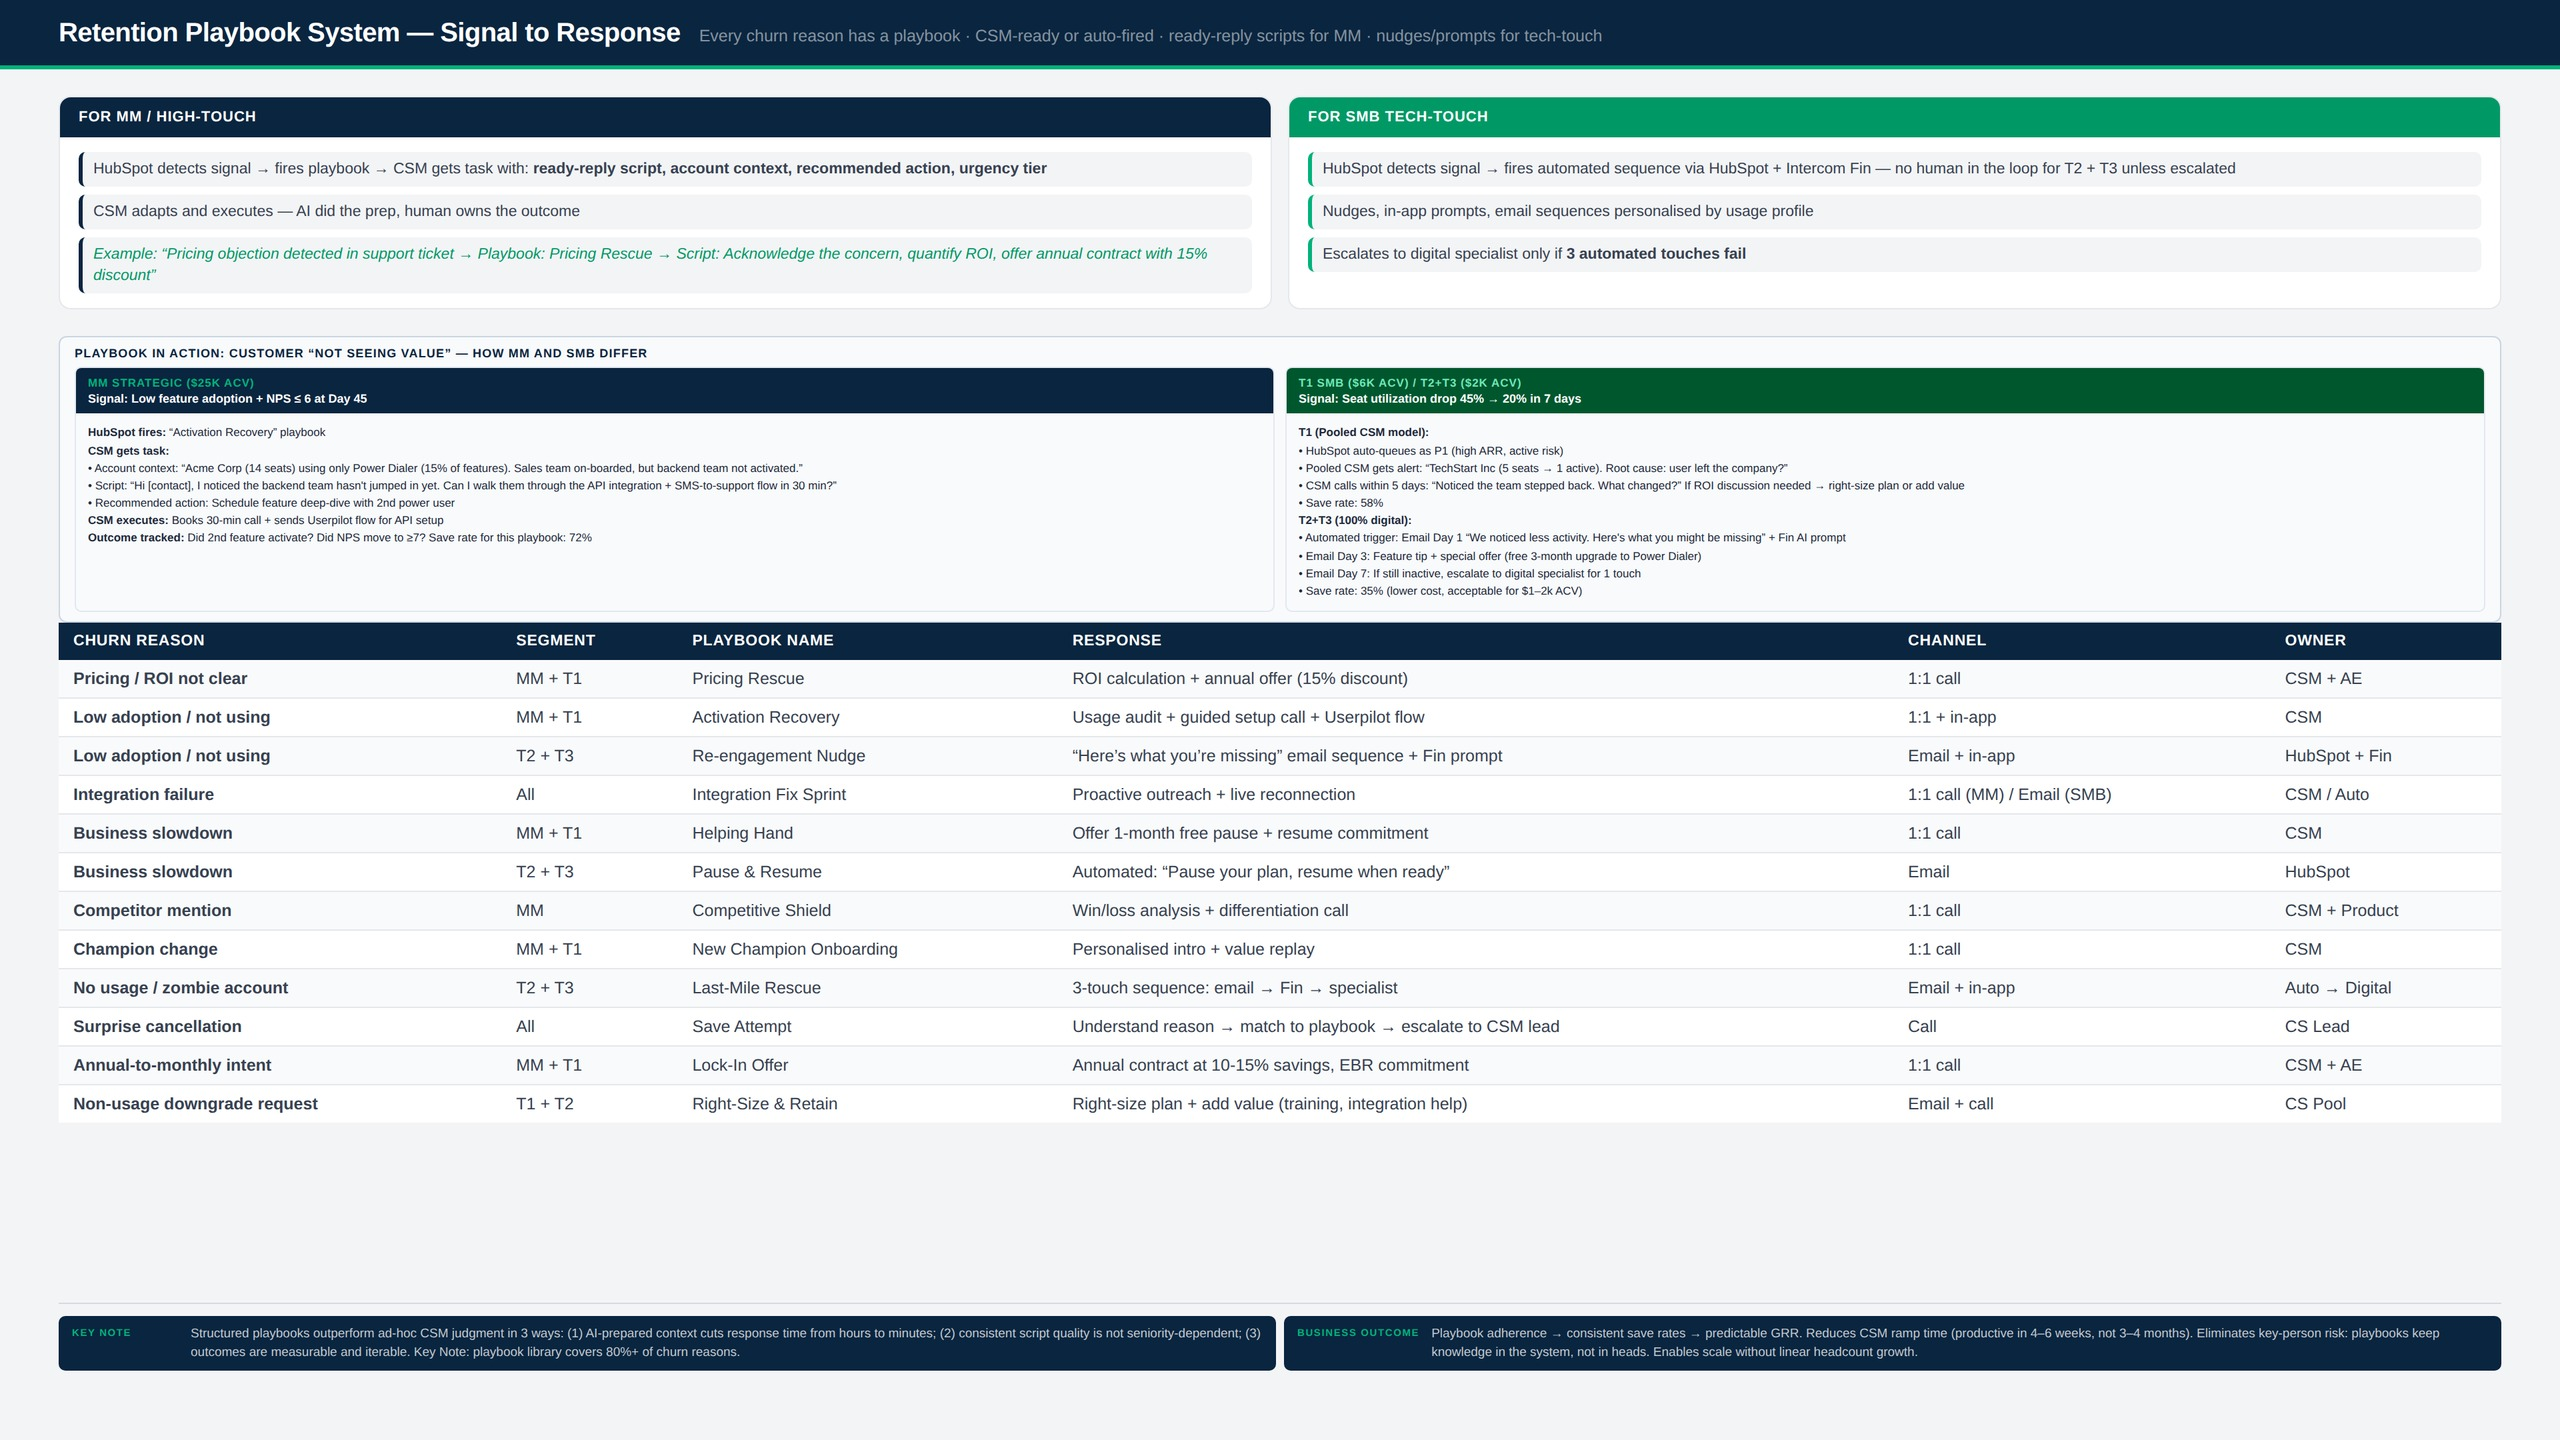 Retention Playbook System — Signal to Response Every churn reason has a playbook · CSM-ready or auto-fired · ready-reply scripts for MM · nudges/prompts for tech-touch
FOR MM / HIGH-TOUCH
HubSpot detects signal → fires playbook → CSM gets task with: ready-reply script, account context, recommended action, urgency tier
CSM adapts and executes — AI did the prep, human owns the outcome
Example: “Pricing objection detected in support ticket → Playbook: Pricing Rescue → Script: Acknowledge the concern, quantify ROI, offer annual contract with 15%
discount”
FOR SMB TECH-TOUCH
HubSpot detects signal → fires automated sequence via HubSpot + Intercom Fin — no human in the loop for T2 + T3 unless escalated
Nudges, in-app prompts, email sequences personalised by usage profile
Escalates to digital specialist only if 3 automated touches fail
PLAYBOOK IN ACTION: CUSTOMER “NOT SEEING VALUE” — HOW MM AND SMB DIFFER
MM STRATEGIC ($25K ACV)
Signal: Low feature adoption + NPS ≤ 6 at Day 45
HubSpot fires: “Activation Recovery” playbook
CSM gets task:
• Account context: “Acme Corp (14 seats) using only Power Dialer (15% of features). Sales team on-boarded, but backend team not activated.”
• Script: “Hi [contact], I noticed the backend team hasn't jumped in yet. Can I walk them through the API integration + SMS-to-support flow in 30 min?”
• Recommended action: Schedule feature deep-dive with 2nd power user
CSM executes: Books 30-min call + sends Userpilot flow for API setup
Outcome tracked: Did 2nd feature activate? Did NPS move to ≥7? Save rate for this playbook: 72%
T1 SMB ($6K ACV) / T2+T3 ($2K ACV)
Signal: Seat utilization drop 45% → 20% in 7 days
T1 (Pooled CSM model):
• HubSpot auto-queues as P1 (high ARR, active risk)
• Pooled CSM gets alert: “TechStart Inc (5 seats → 1 active). Root cause: user left the company?”
• CSM calls within 5 days: “Noticed the team stepped back. What changed?” If ROI discussion needed → right-size plan or add value
• Save rate: 58%
T2+T3 (100% digital):
• Automated trigger: Email Day 1 “We noticed less activity. Here's what you might be missing” + Fin AI prompt
• Email Day 3: Feature tip + special offer (free 3-month upgrade to Power Dialer)
• Email Day 7: If still inactive, escalate to digital specialist for 1 touch
• Save rate: 35% (lower cost, acceptable for $1–2k ACV)
CHURN REASON SEGMENT PLAYBOOK NAME RESPONSE CHANNEL OWNER
Pricing / ROI not clear MM + T1 Pricing Rescue ROI calculation + annual offer (15% discount) 1:1 call CSM + AE
Low adoption / not using MM + T1 Activation Recovery Usage audit + guided setup call + Userpilot flow 1:1 + in-app CSM
Low adoption / not using T2 + T3 Re-engagement Nudge “Here’s what you’re missing” email sequence + Fin prompt Email + in-app HubSpot + Fin
Integration failure All Integration Fix Sprint Proactive outreach + live reconnection 1:1 call (MM) / Email (SMB) CSM / Auto
Business slowdown MM + T1 Helping Hand Offer 1-month free pause + resume commitment 1:1 call CSM
Business slowdown T2 + T3 Pause & Resume Automated: “Pause your plan, resume when ready” Email HubSpot
Competitor mention MM Competitive Shield Win/loss analysis + differentiation call 1:1 call CSM + Product
Champion change MM + T1 New Champion Onboarding Personalised intro + value replay 1:1 call CSM
No usage / zombie account T2 + T3 Last-Mile Rescue 3-touch sequence: email → Fin → specialist Email + in-app Auto → Digital
Surprise cancellation All Save Attempt Understand reason → match to playbook → escalate to CSM lead Call CS Lead
Annual-to-monthly intent MM + T1 Lock-In Offer Annual contract at 10-15% savings, EBR commitment 1:1 call CSM + AE
Non-usage downgrade request T1 + T2 Right-Size & Retain Right-size plan + add value (training, integration help) Email + call CS Pool
KEY NOTE Structured playbooks outperform ad-hoc CSM judgment in 3 ways: (1) AI-prepared context cuts response time from hours to minutes; (2) consistent script quality is not seniority-dependent; (3)
outcomes are measurable and iterable. Key Note: playbook library covers 80%+ of churn reasons.
BUSINESS OUTCOME Playbook adherence → consistent save rates → predictable GRR. Reduces CSM ramp time (productive in 4–6 weeks, not 3–4 months). Eliminates key-person risk: playbooks keep
knowledge in the system, not in heads. Enables scale without linear headcount growth.